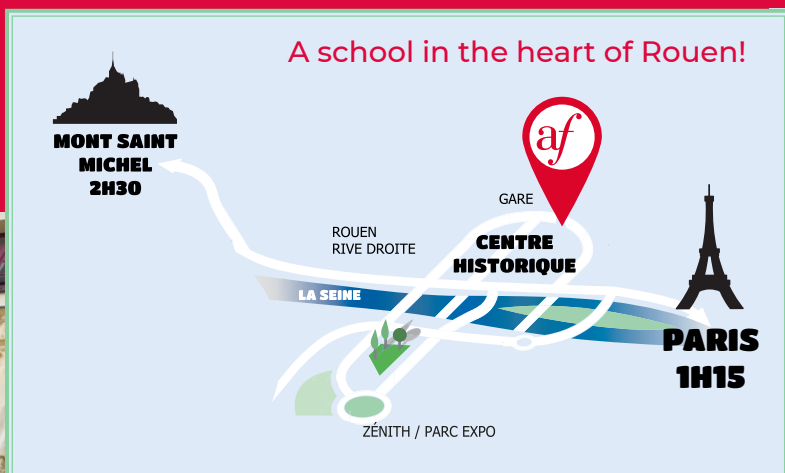 A school in the heart of Rouen!
MONT SAINT
MICHEL
2H30
af
GARE
ROUEN
RIVE DROITE
CENTRE
HISTORIQUE
LA SEINE
PARIS
1H15
ZÉNITH / PARC EXPO